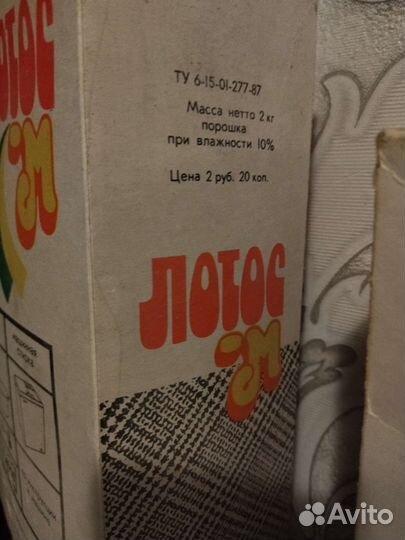 ЛОТОС
М
ТУ 6-15-01-277-87
Масса нетто 2 кг
порошка
при влажности 10%
Цена 2 руб. 20 коп.
ЛОТОС
-М
Avito